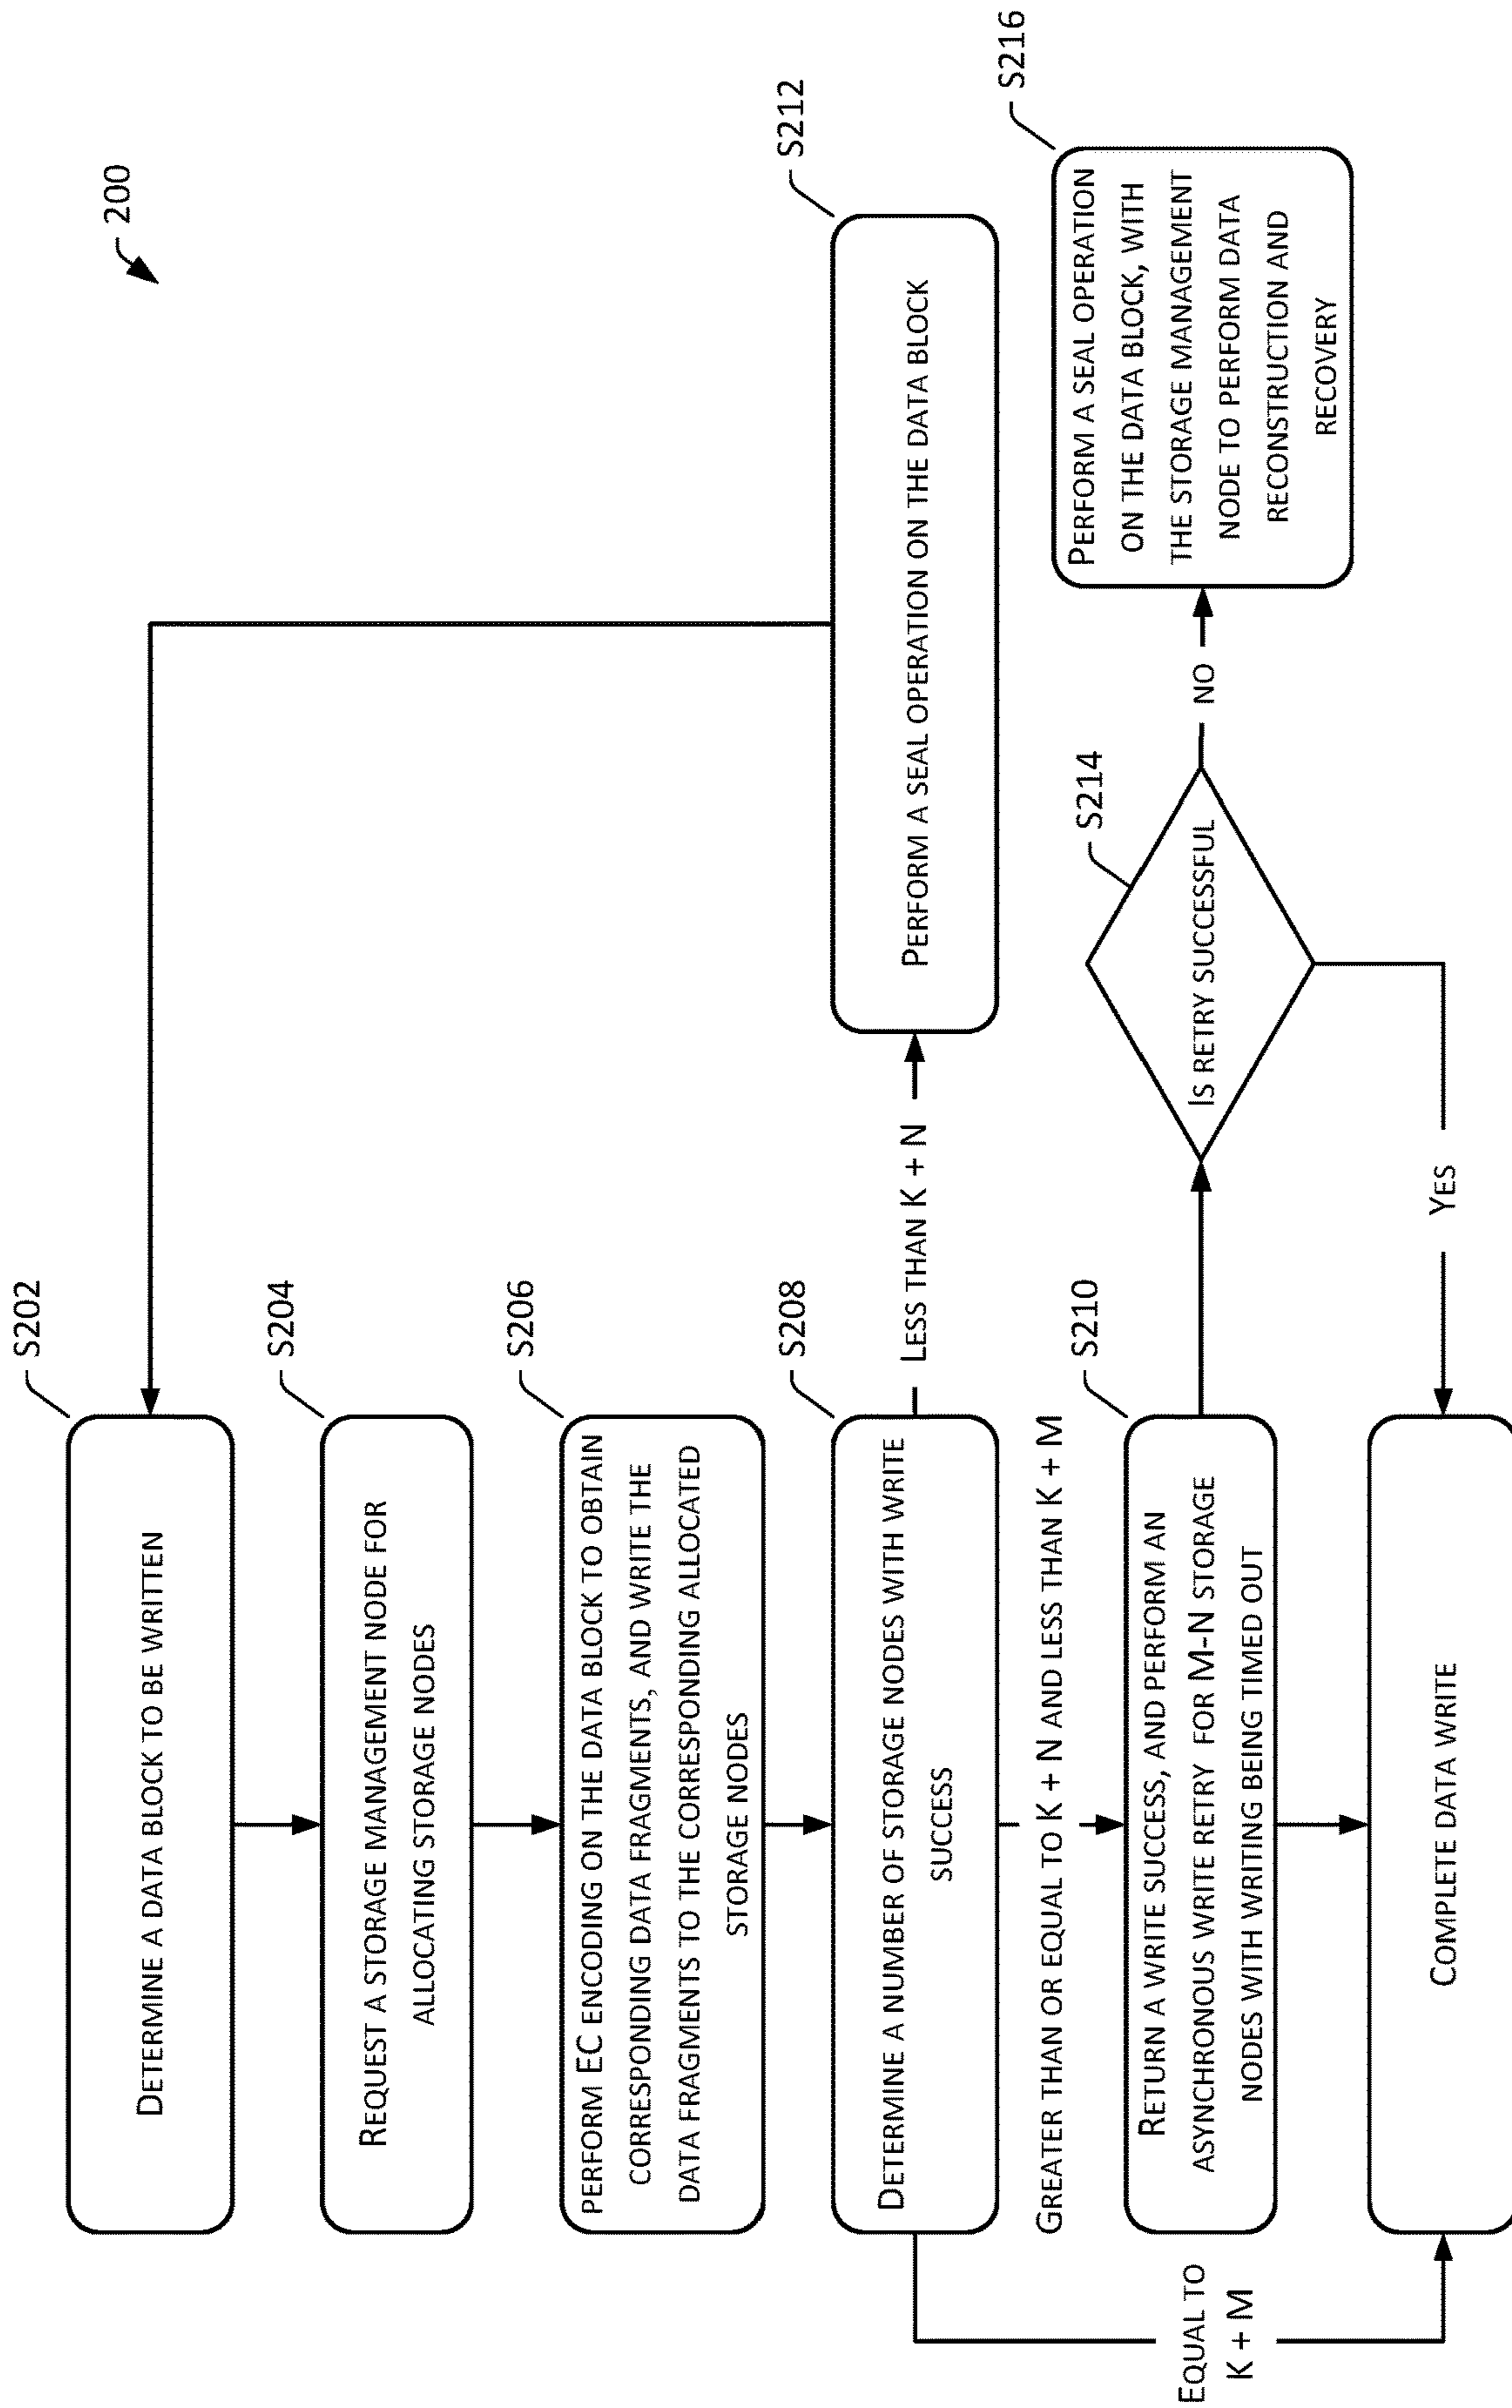 200
S202
DETERMINE A DATA BLOCK TO BE WRITTEN
S204
REQUEST A STORAGE MANAGEMENT NODE FOR
ALLOCATING STORAGE NODES
S206
PERFORM EC ENCODING ON THE DATA BLOCK TO OBTAIN
CORRESPONDING DATA FRAGMENTS, AND WRITE THE
DATA FRAGMENTS TO THE CORRESPONDING ALLOCATED
STORAGE NODES
S208
DETERMINE A NUMBER OF STORAGE NODES WITH WRITE
SUCCESS
LESS THAN K + N
S212
PERFORM A SEAL OPERATION ON THE DATA BLOCK
GREATER THAN OR EQUAL TO K + N AND LESS THAN K + M
S210
RETURN A WRITE SUCCESS, AND PERFORM AN
ASYNCHRONOUS WRITE RETRY FOR M-N STORAGE
NODES WITH WRITING BEING TIMED OUT
S214
IS RETRY SUCCESSFUL
NO
S216
PERFORM A SEAL OPERATION
ON THE DATA BLOCK, WITH
THE STORAGE MANAGEMENT
NODE TO PERFORM DATA
RECONSTRUCTION AND
RECOVERY
YES
EQUAL TO
K + M
COMPLETE DATA WRITE